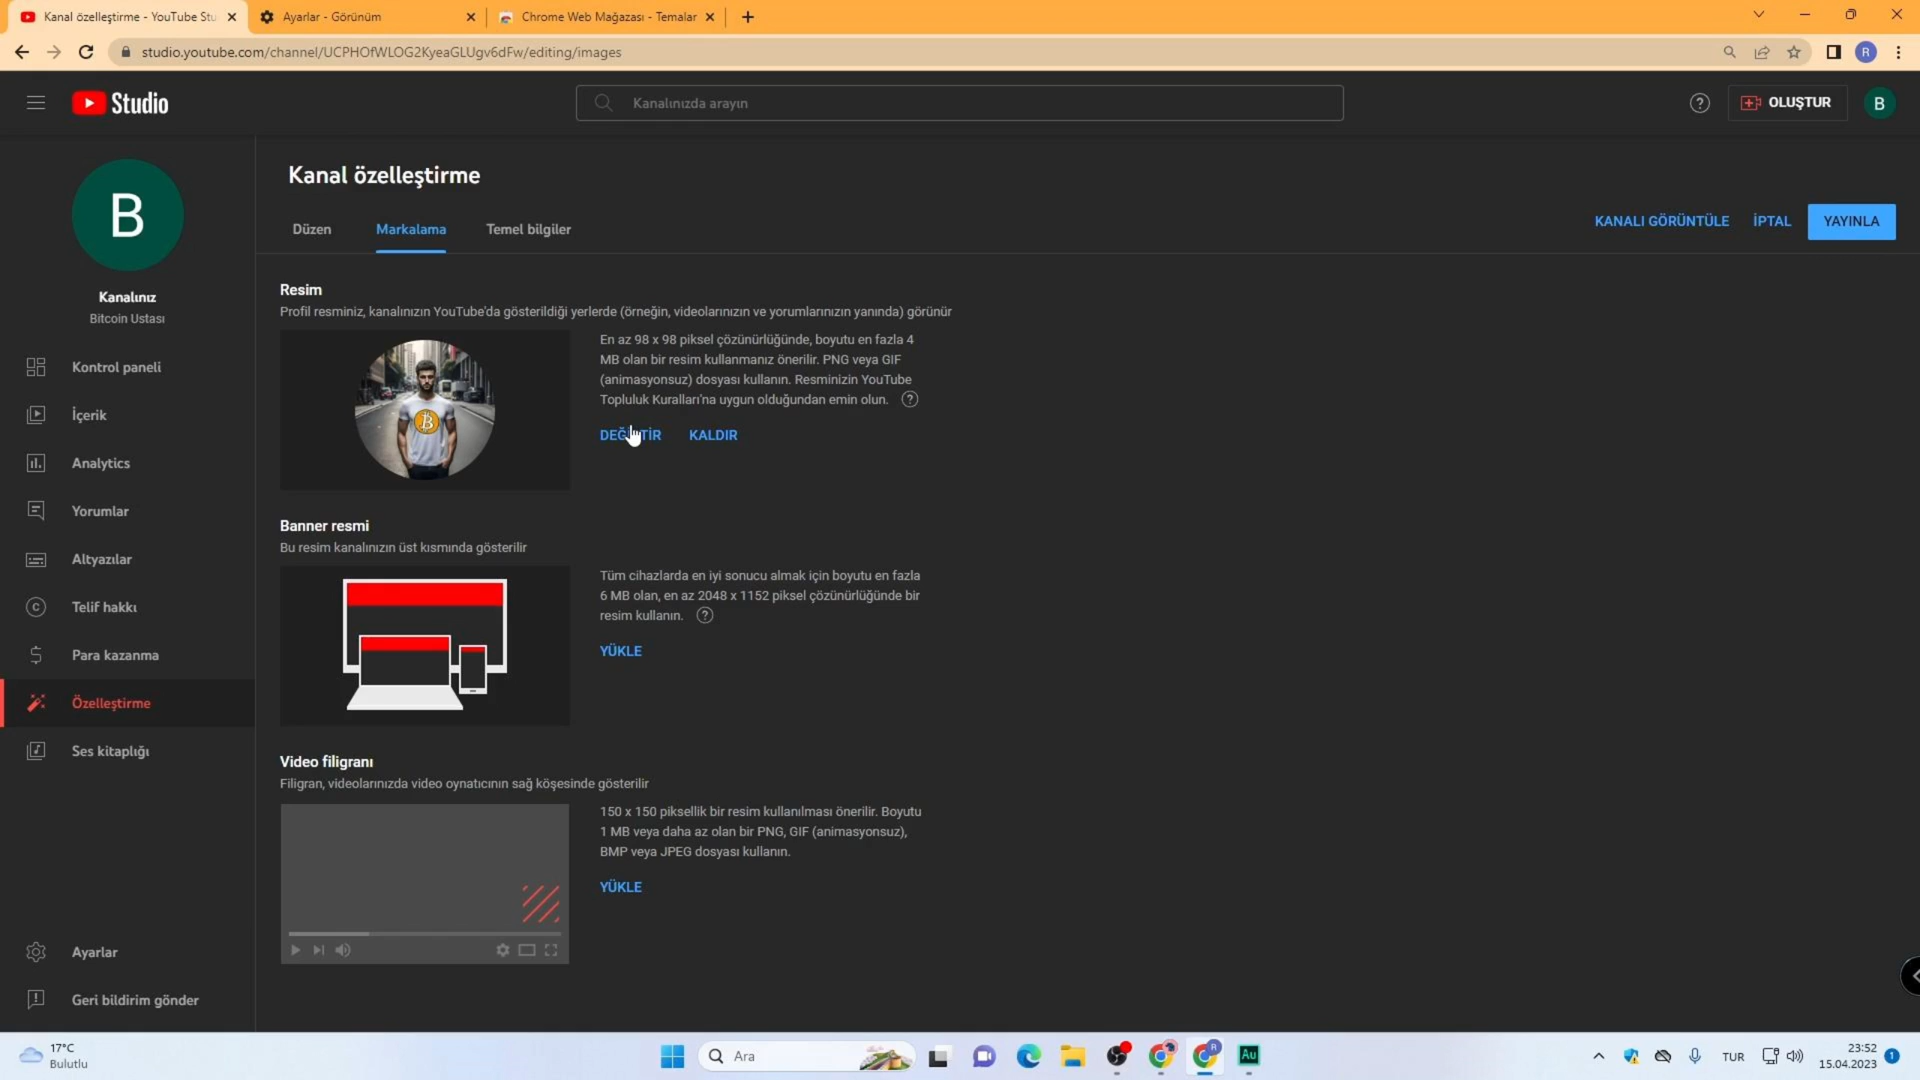 Kanal özelleştirme - YouTube Stu
Ayarlar - Görünüm
Chrome Web Mağazası - Temalar
studio.youtube.com/channel/UCPHOfWLOG2KyeaGLUgv6dFw/editing/images
R
Studio
Kanalınızda arayın
OLUŞTUR
B
B
Kanalınız
Bitcoin Ustası
Kontrol paneli
İçerik
Analytics
Yorumlar
Altyazılar
Telif hakkı
Para kazanma
Özelleştirme
Ses kitaplığı
Ayarlar
Geri bildirim gönder
Kanal özelleştirme
Düzen
Markalama
Temel bilgiler
KANALI GÖRÜNTÜLE
İPTAL
YAYINLA
Resim
Profil resminiz, kanalınızın YouTube'da gösterildiği yerlerde (örneğin, videolarınızın ve yorumlarınızın yanında) görünür
En az 98 x 98 piksel çözünürlüğünde, boyutu en fazla 4
MB olan bir resim kullanmanız önerilir. PNG veya GIF
(animasyonsuz) dosyası kullanın. Resminizin YouTube
Topluluk Kuralları'na uygun olduğundan emin olun.
DEĞİŞTİR
KALDIR
Banner resmi
Bu resim kanalınızın üst kısmında gösterilir
Tüm cihazlarda en iyi sonucu almak için boyutu en fazla
6 MB olan, en az 2048 x 1152 piksel çözünürlüğünde bir
resim kullanın.
YÜKLE
Video filigranı
Filigran, videolarınızda video oynatıcının sağ köşesinde gösterilir
150 x 150 piksellik bir resim kullanılması önerilir. Boyutu
1 MB veya daha az olan bir PNG, GIF (animasyonsuz),
BMP veya JPEG dosyası kullanın.
YÜKLE
17°C
Bulutlu
Ara
R
Au
TUR
23:52
15.04.2023
1